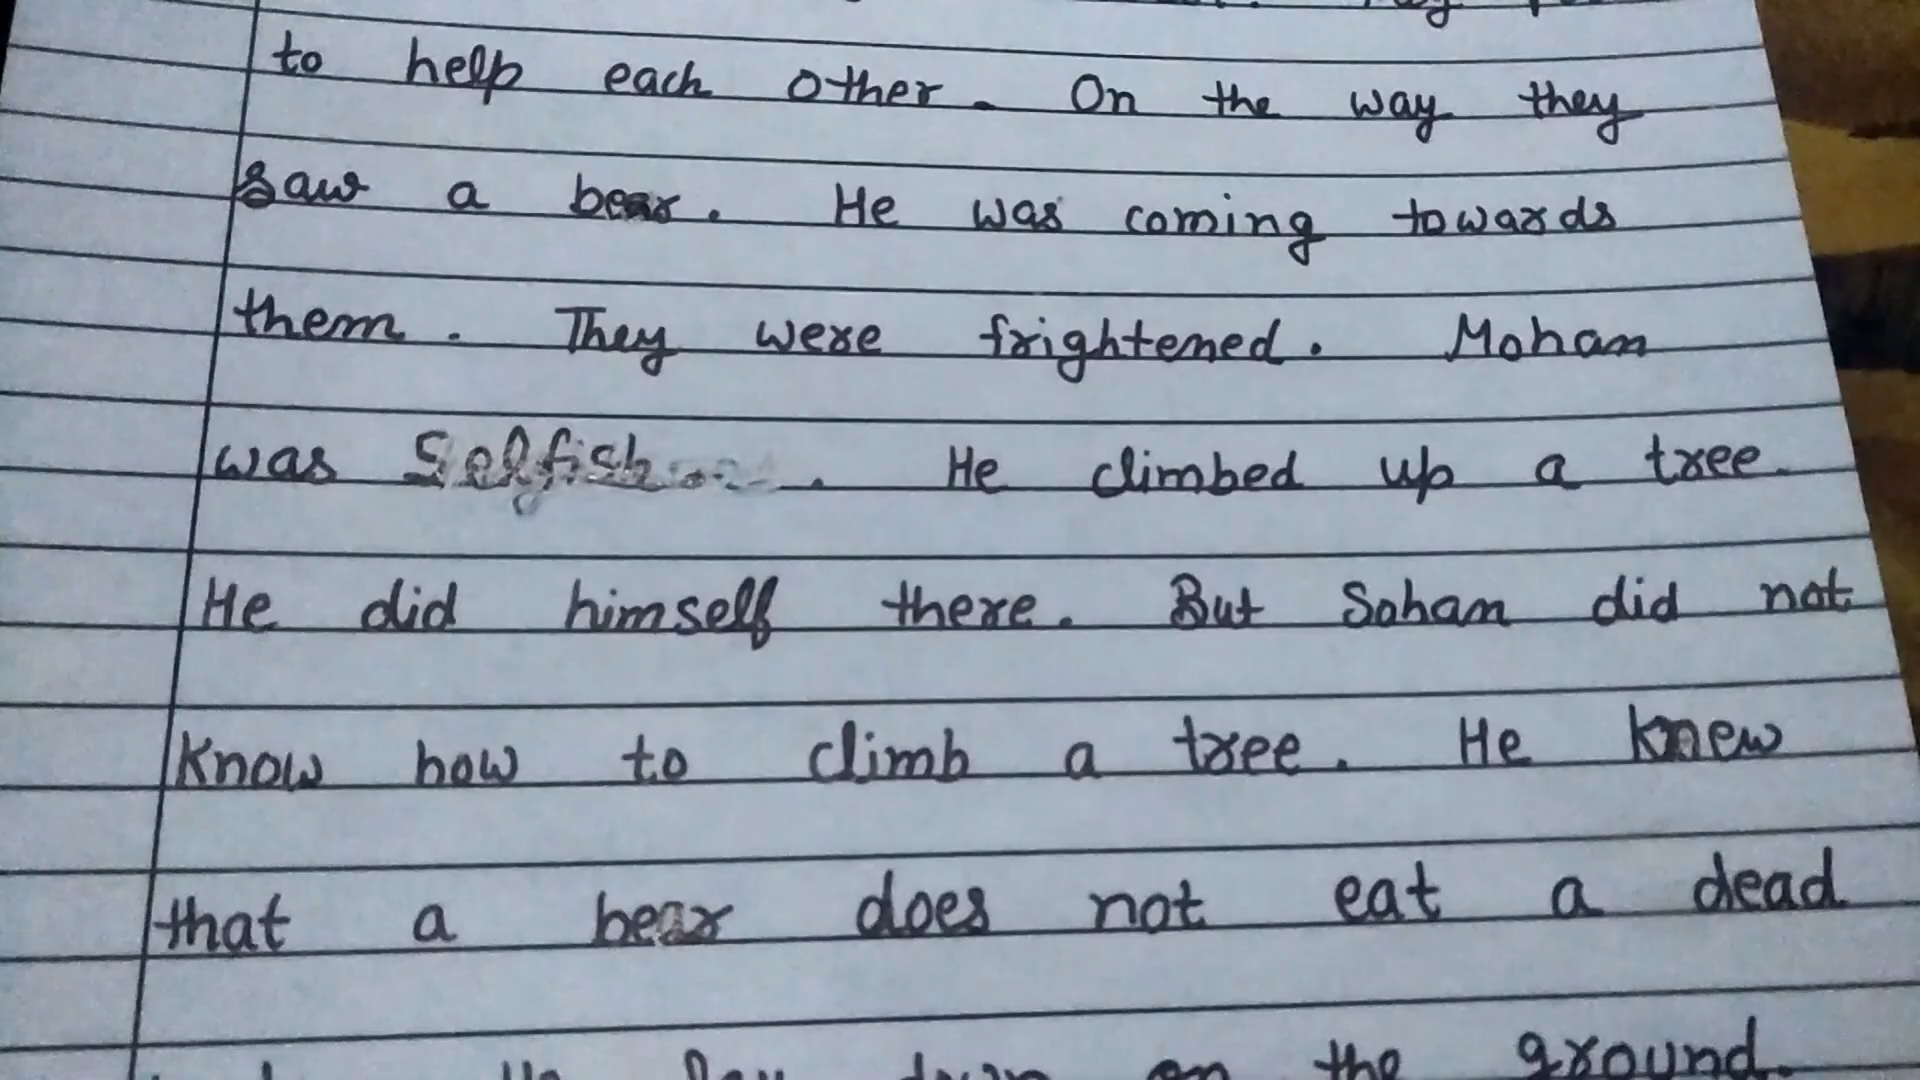 to help each other. On the way they
saw a bear. He was coming towards
them. They were frightened. Mohan
was Selfish. He climbed up a tree.
He did himself there. But Sohan did not
Know how to climb a tree. He knew
that a bear does not eat a dead
on the ground.